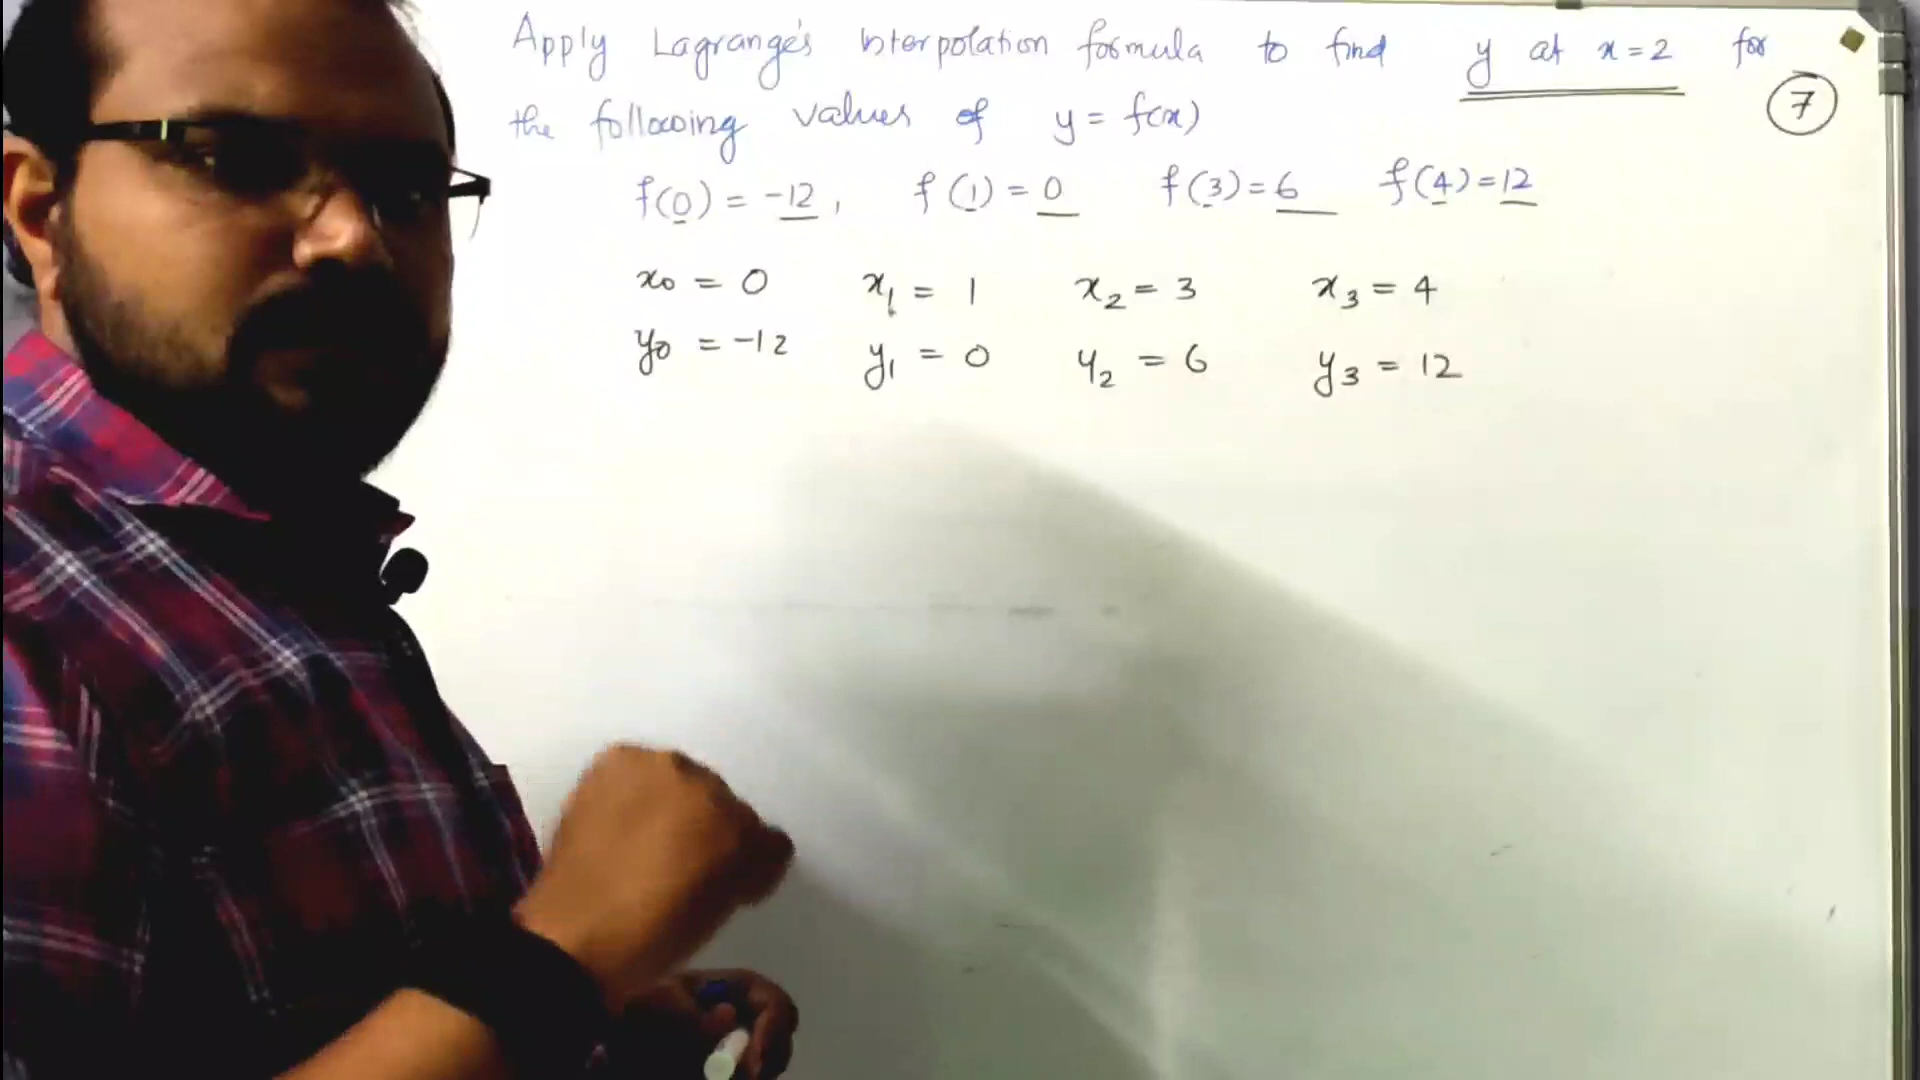 Apply Lagrange's Interpolation formula to find y at x = 2 for
the following values of y = f(x)
7
f(0) = -12, f(1) = 0 f(3) = 6 f(4) = 12
x₀ = 0 x₁ = 1 x₂ = 3 x₃ = 4
y₀ = -12 y₁ = 0 y₂ = 6 y₃ = 12